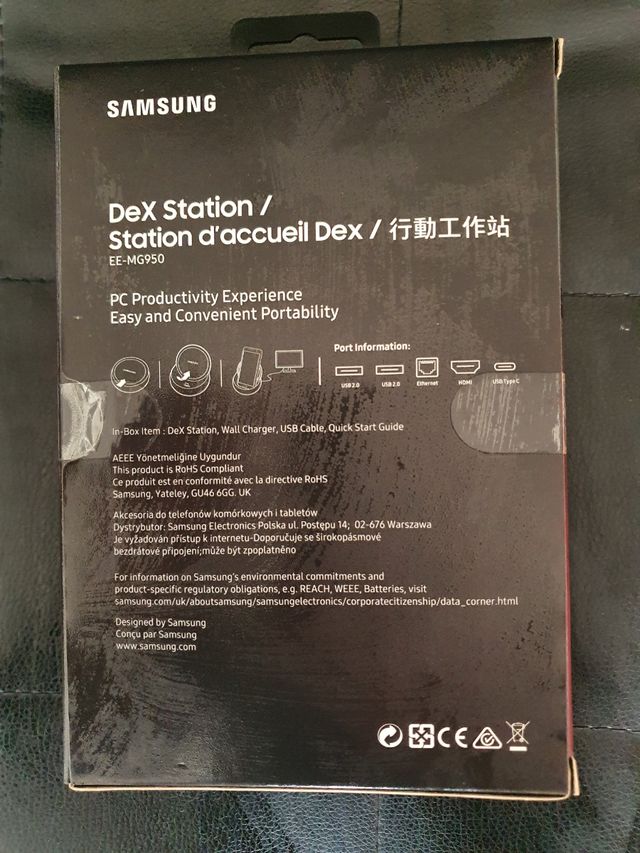 SAMSUNG
DeX Station /
Station d'accueil Dex / 行動工作站
EE-MG950
PC Productivity Experience
Easy and Convenient Portability
Port Information:
USB 2.0 USB 2.0 Ethernet HDMI USB Type C
In-Box Item : DeX Station, Wall Charger, USB Cable, Quick Start Guide
AEEE Yönetmeliğine Uygundur
This product is RoHS Compliant
Ce produit est en conformité avec la directive RoHS
Samsung, Yateley, GU46 6GG. UK
Akcesoria do telefonów komórkowych i tabletów
Dystrybutor: Samsung Electronics Polska ul. Postępu 14; 02-676 Warszawa
Je vyžadován přístup k internetu-Doporučuje se širokopásmové
bezdrátové připojení;může být zpoplatněno
For information on Samsung's environmental commitments and
product-specific regulatory obligations, e.g. REACH, WEEE, Batteries, visit
samsung.com/uk/aboutsamsung/samsungelectronics/corporatecitizenship/data_corner.html
Designed by Samsung
Conçu par Samsung
www.samsung.com
CE